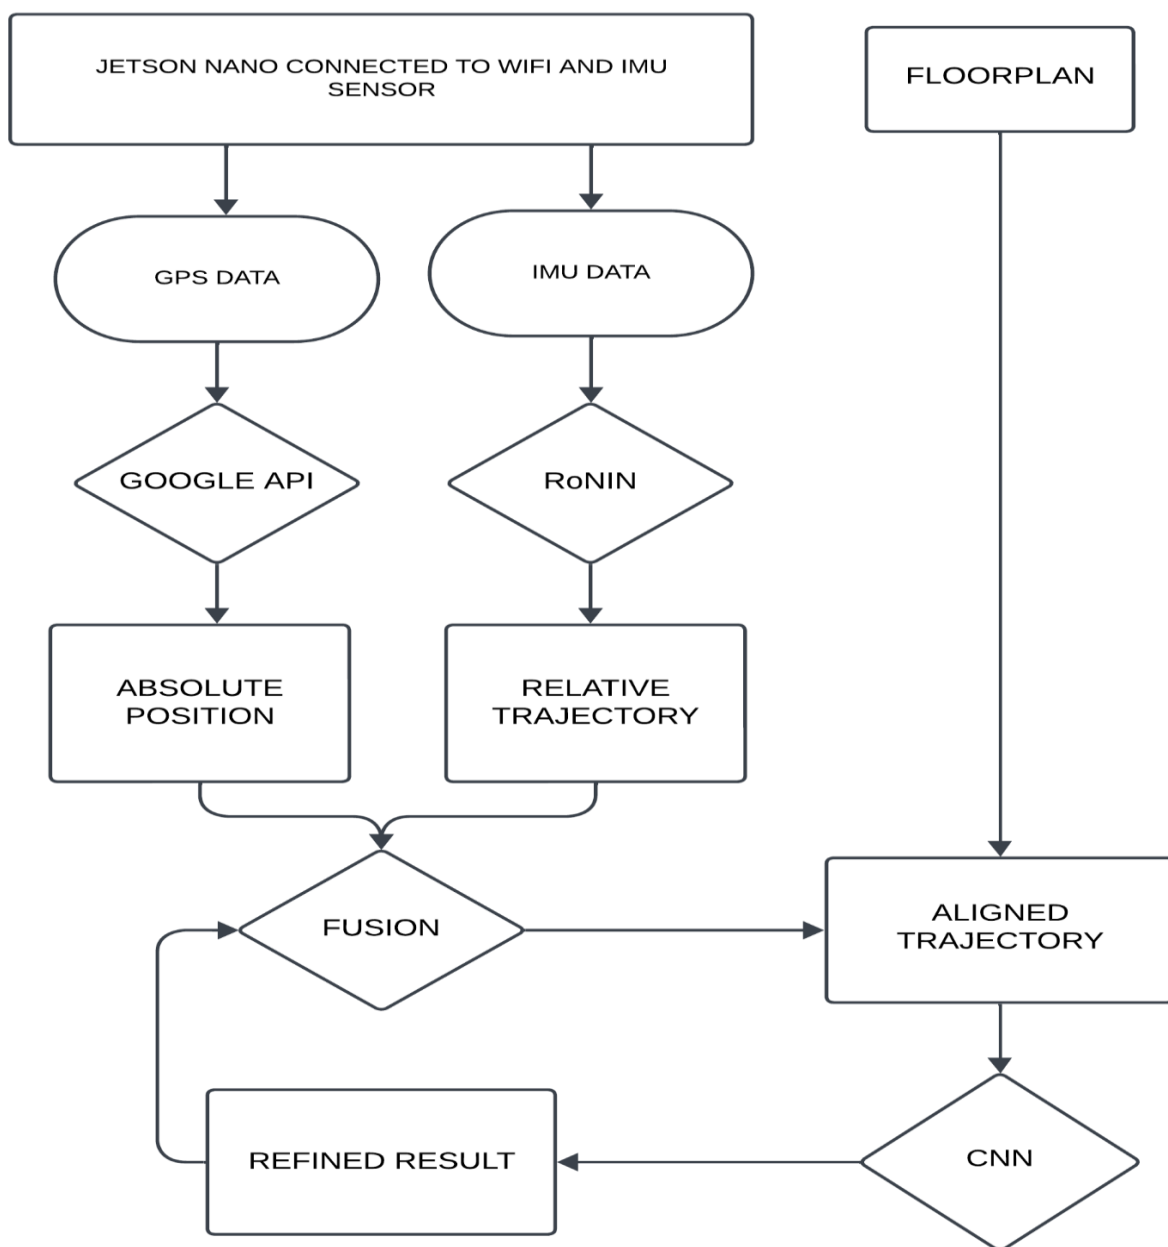 JETSON NANO CONNECTED TO WIFI AND IMU
SENSOR
FLOORPLAN
GPS DATA
IMU DATA
GOOGLE API
RoNIN
ABSOLUTE
POSITION
RELATIVE
TRAJECTORY
FUSION
ALIGNED
TRAJECTORY
REFINED RESULT
CNN